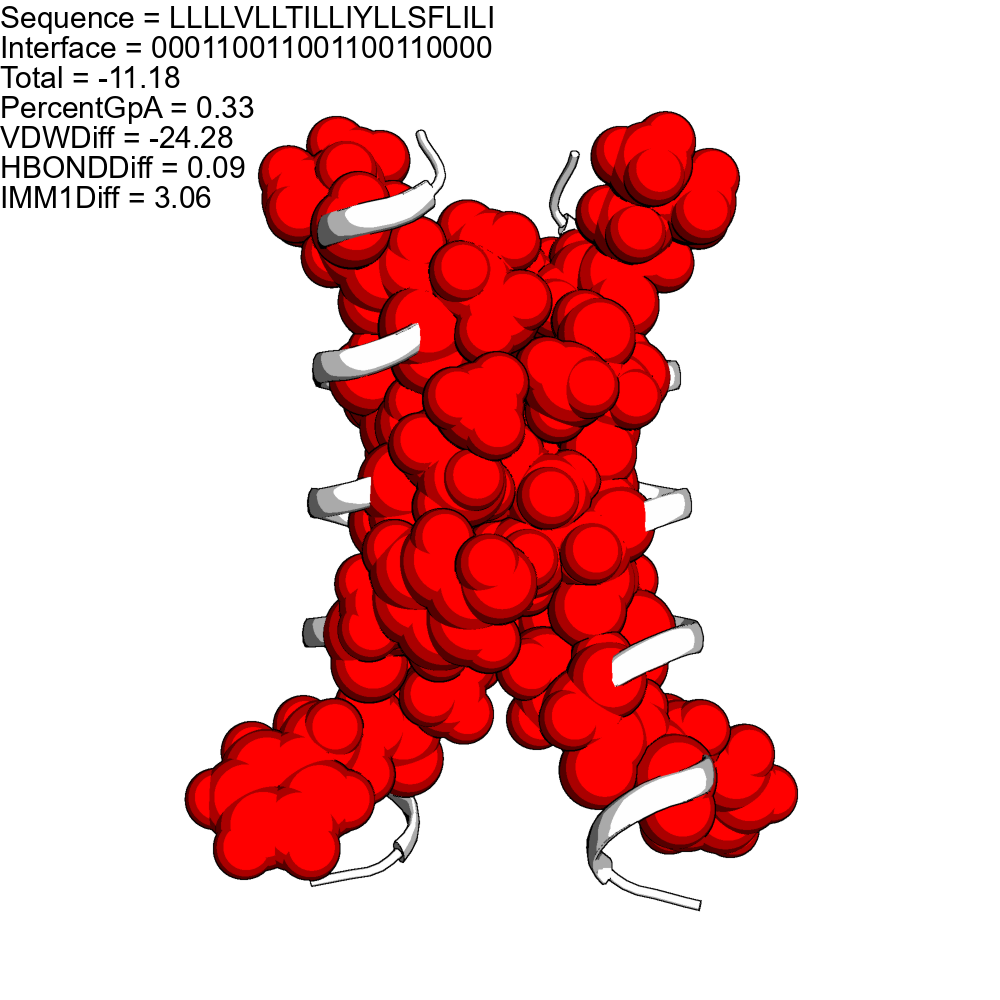 Sequence = LLLLVLLTILLIYLLSFLILI
Interface = 000110011001100110000
Total = -11.18
PercentGpA = 0.33
VDWDiff = -24.28
HBONDDiff = 0.09
IMM1Diff = 3.06